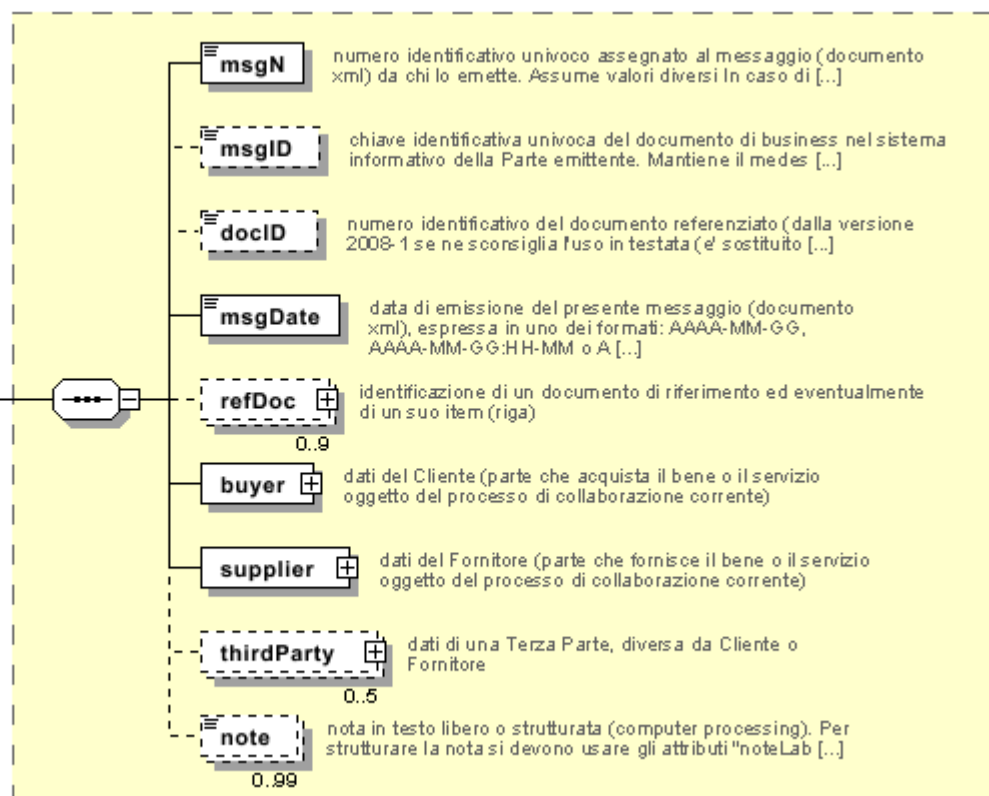 msgN
numero identificativo univoco assegnato al messaggio (documento
xml) da chi lo emette. Assume valori diversi In caso di [...]
msgID
chiave identificativa univoca del documento di business nel sistema
informativo della Parte emittente. Mantiene il medes [...]
docID
numero identificativo del documento referenziato (dalla versione
2008-1 se ne sconsiglia l'uso in testata (e' sostituito [...]
msgDate
data di emissione del presente messaggio (documento
xml), espressa in uno dei formati: AAAA-MM-GG,
AAAA-MM-GG:HH-MM o A [...]
refDoc
identificazione di un documento di riferimento ed eventualmente
di un suo item (riga)
0..9
buyer
dati del Cliente (parte che acquista il bene o il servizio
oggetto del processo di collaborazione corrente)
supplier
dati del Fornitore (parte che fornisce il bene o il servizio
oggetto del processo di collaborazione corrente)
thirdParty
dati di una Terza Parte, diversa da Cliente o
Fornitore
0..5
note
nota in testo libero o strutturata (computer processing). Per
strutturare la nota si devono usare gli attributi "noteLab [...]
0..99